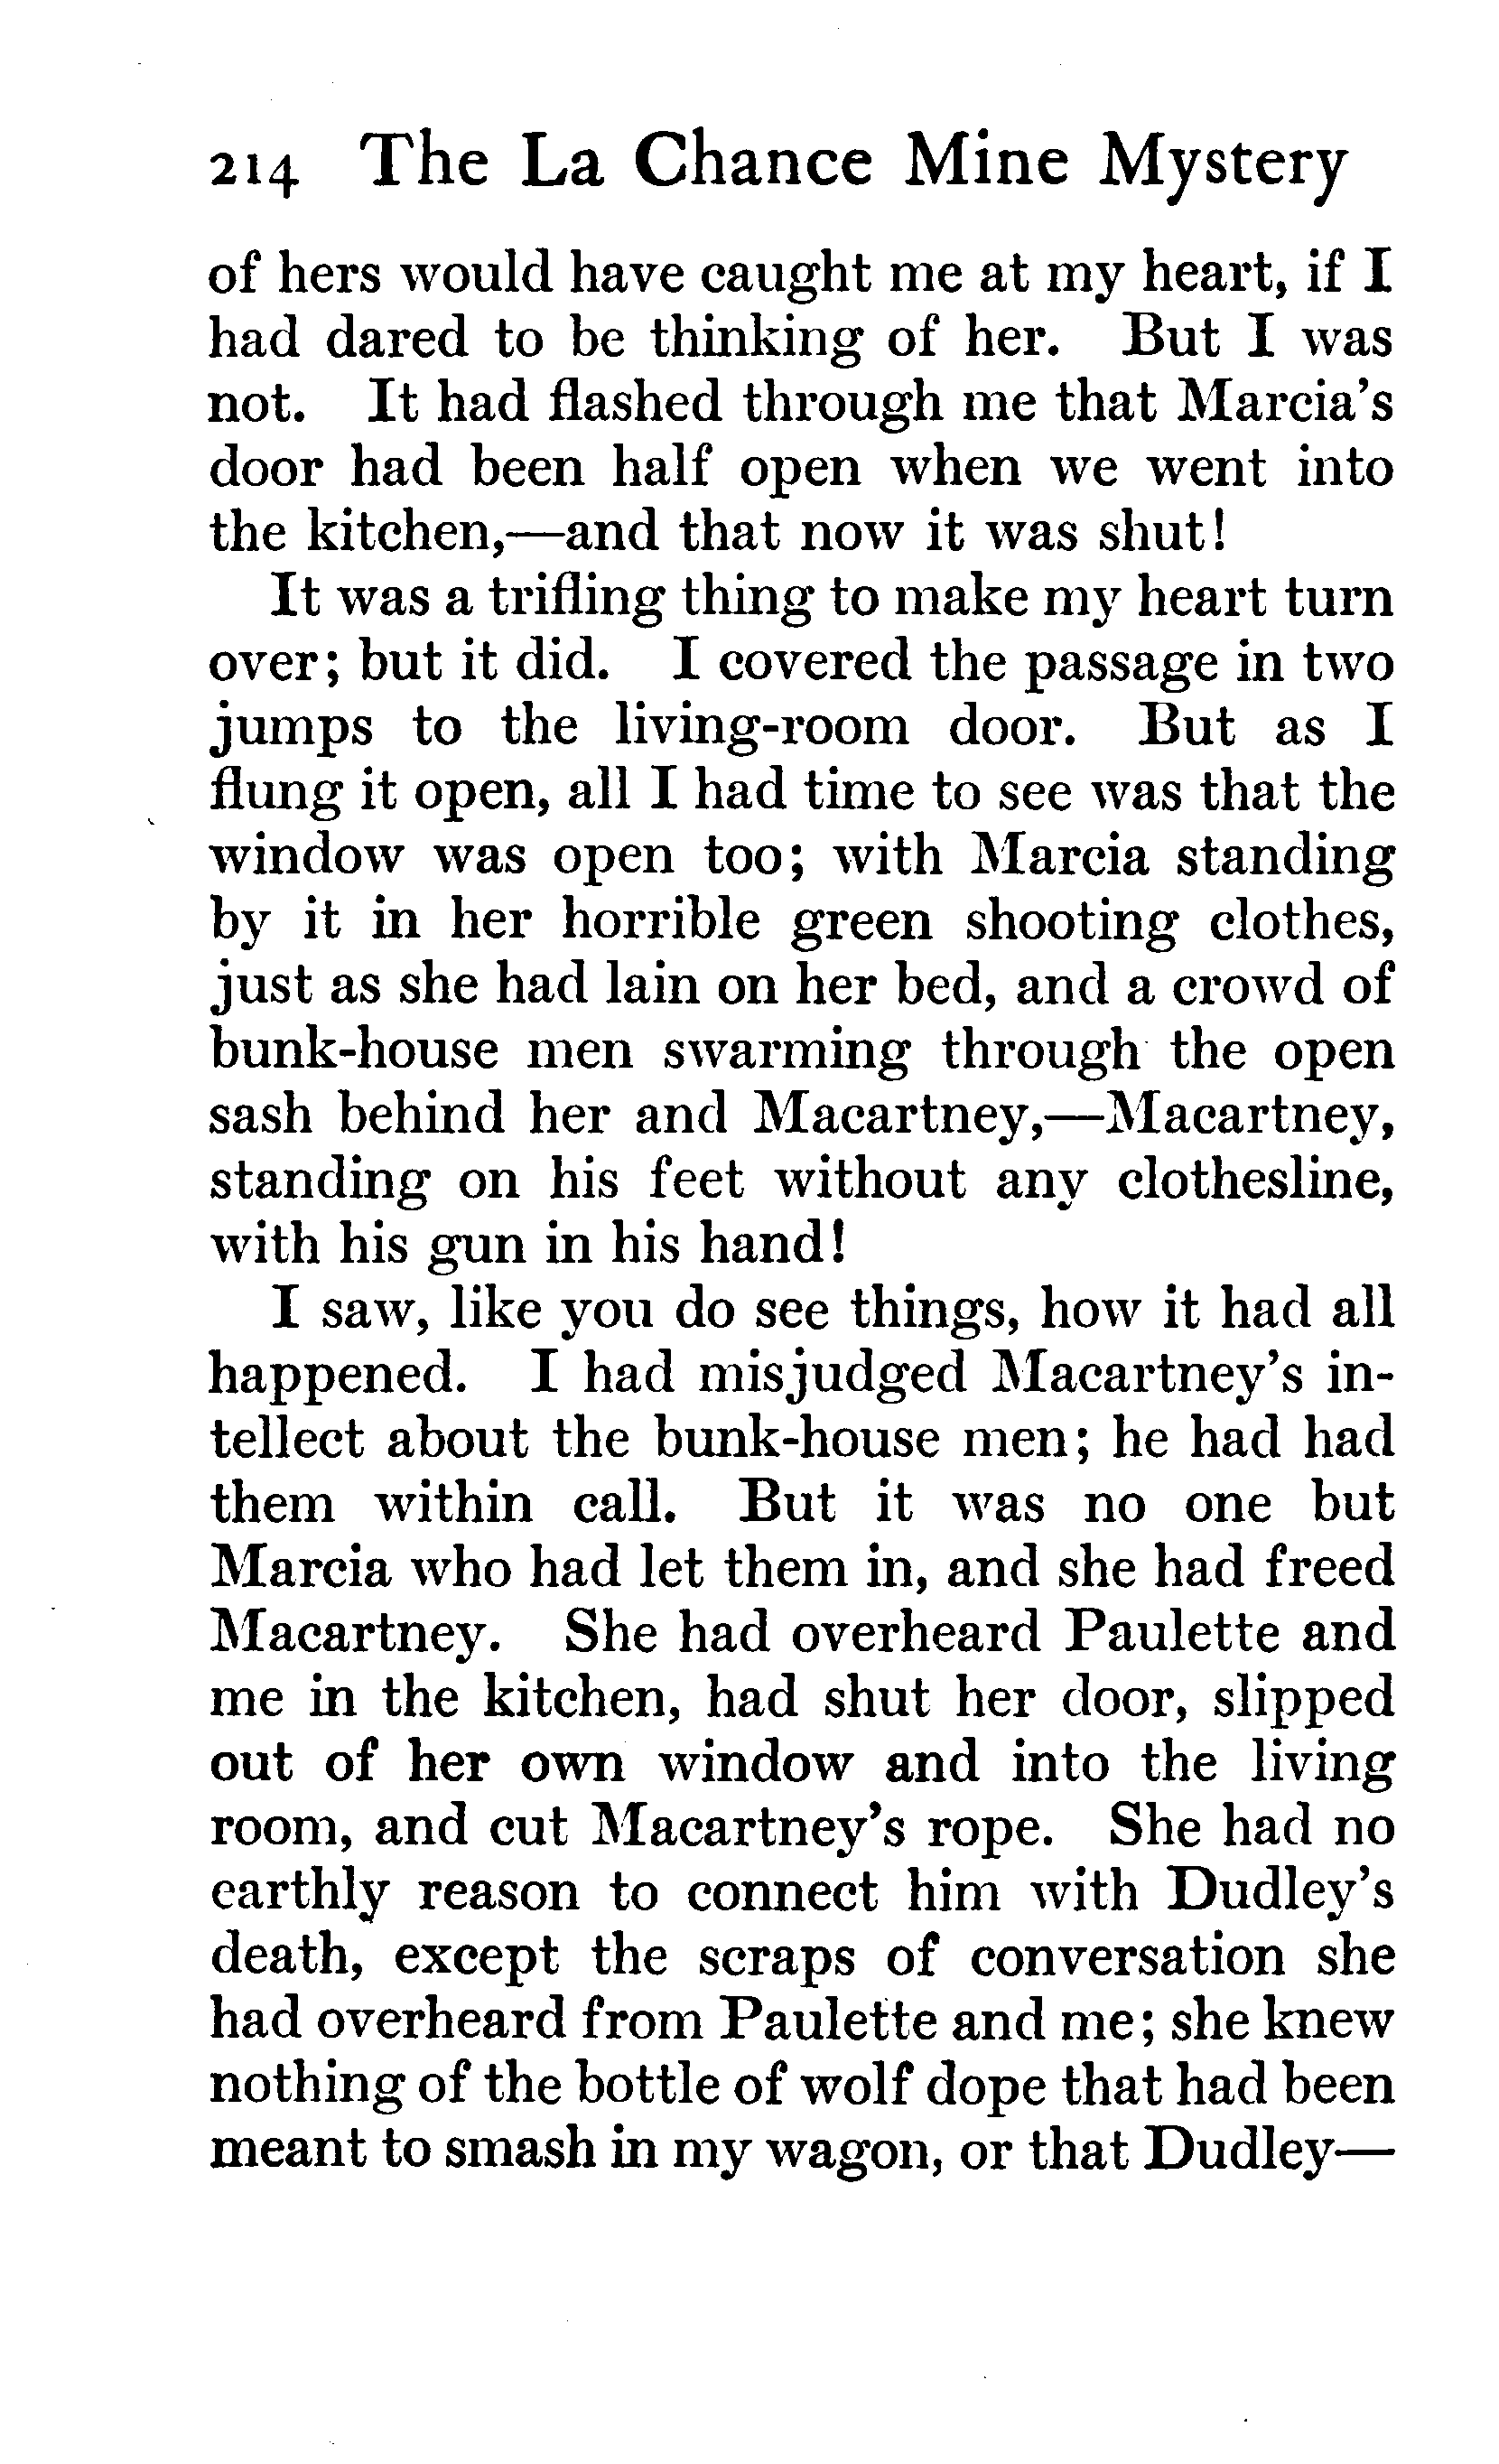 214 The La Chance Mine Mystery
of hers would have caught me at my heart, if I
had dared to be thinking of her. But I was
not. It had flashed through me that Marcia's
door had been half open when we went into
the kitchen,—and that now it was shut!
It was a trifling thing to make my heart turn
over; but it did. I covered the passage in two
jumps to the living-room door. But as I
flung it open, all I had time to see was that the
window was open too; with Marcia standing
by it in her horrible green shooting clothes,
just as she had lain on her bed, and a crowd of
bunk-house men swarming through the open
sash behind her and Macartney,—Macartney,
standing on his feet without any clothesline,
with his gun in his hand!
I saw, like you do see things, how it had all
happened. I had misjudged Macartney's in-
tellect about the bunk-house men; he had had
them within call. But it was no one but
Marcia who had let them in, and she had freed
Macartney. She had overheard Paulette and
me in the kitchen, had shut her door, slipped
out of her own window and into the living
room, and cut Macartney's rope. She had no
earthly reason to connect him with Dudley's
death, except the scraps of conversation she
had overheard from Paulette and me; she knew
nothing of the bottle of wolf dope that had been
meant to smash in my wagon, or that Dudley—